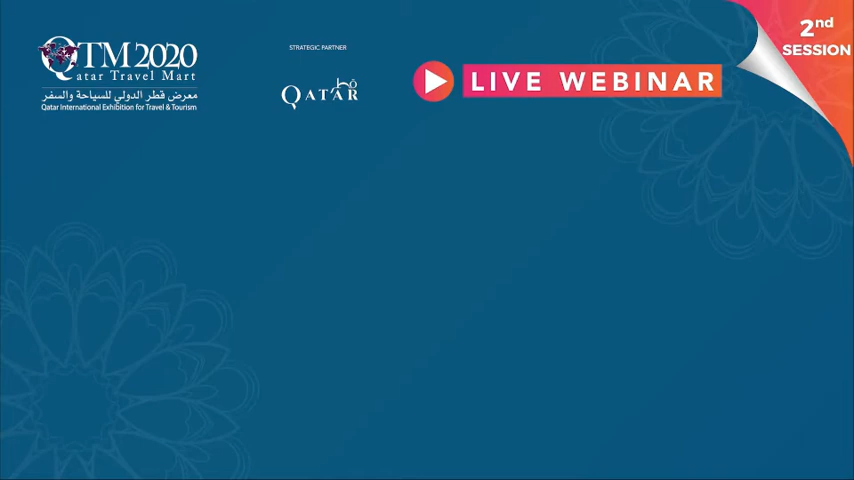 QTM2020
Qatar Travel Mart
معرض قطر الدولي للسياحة والسفر
Qatar International Exhibition for Travel & Tourism
STRATEGIC PARTNER
QATAR
LIVE WEBINAR
2nd
SESSION